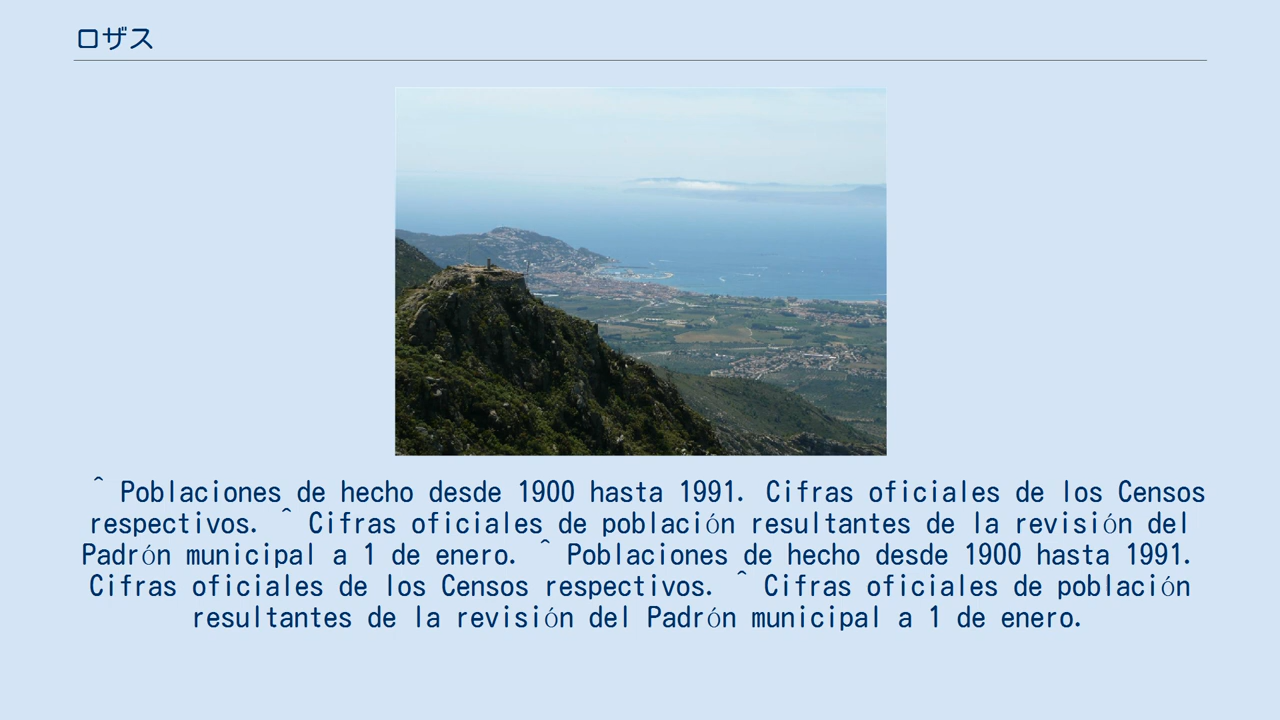 ロザス
^ Poblaciones de hecho desde 1900 hasta 1991. Cifras oficiales de los Censos
respectivos. ^ Cifras oficiales de población resultantes de la revisión del
Padrón municipal a 1 de enero. ^ Poblaciones de hecho desde 1900 hasta 1991.
Cifras oficiales de los Censos respectivos. ^ Cifras oficiales de población
resultantes de la revisión del Padrón municipal a 1 de enero.